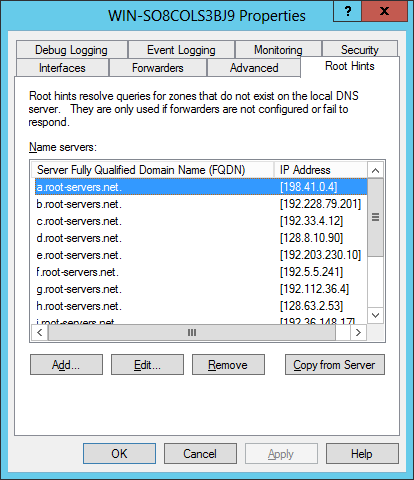 WIN-SO8COLS3BJ9 Properties
?
Debug Logging Event Logging Monitoring Security
Interfaces Forwarders Advanced Root Hints
Root hints resolve queries for zones that do not exist on the local DNS
server. They are only used if forwarders are not configured or fail to
respond.
Name servers:
Server Fully Qualified Domain Name (FQDN) IP Address
a.root-servers.net. [198.41.0.4]
b.root-servers.net. [192.228.79.201]
c.root-servers.net. [192.33.4.12]
d.root-servers.net. [128.8.10.90]
e.root-servers.net. [192.203.230.10]
f.root-servers.net. [192.5.5.241]
g.root-servers.net. [192.112.36.4]
h.root-servers.net. [128.63.2.53]
i.root-servers.net. [192.36.148.17]
Add... Edit... Remove Copy from Server
OK Cancel Apply Help